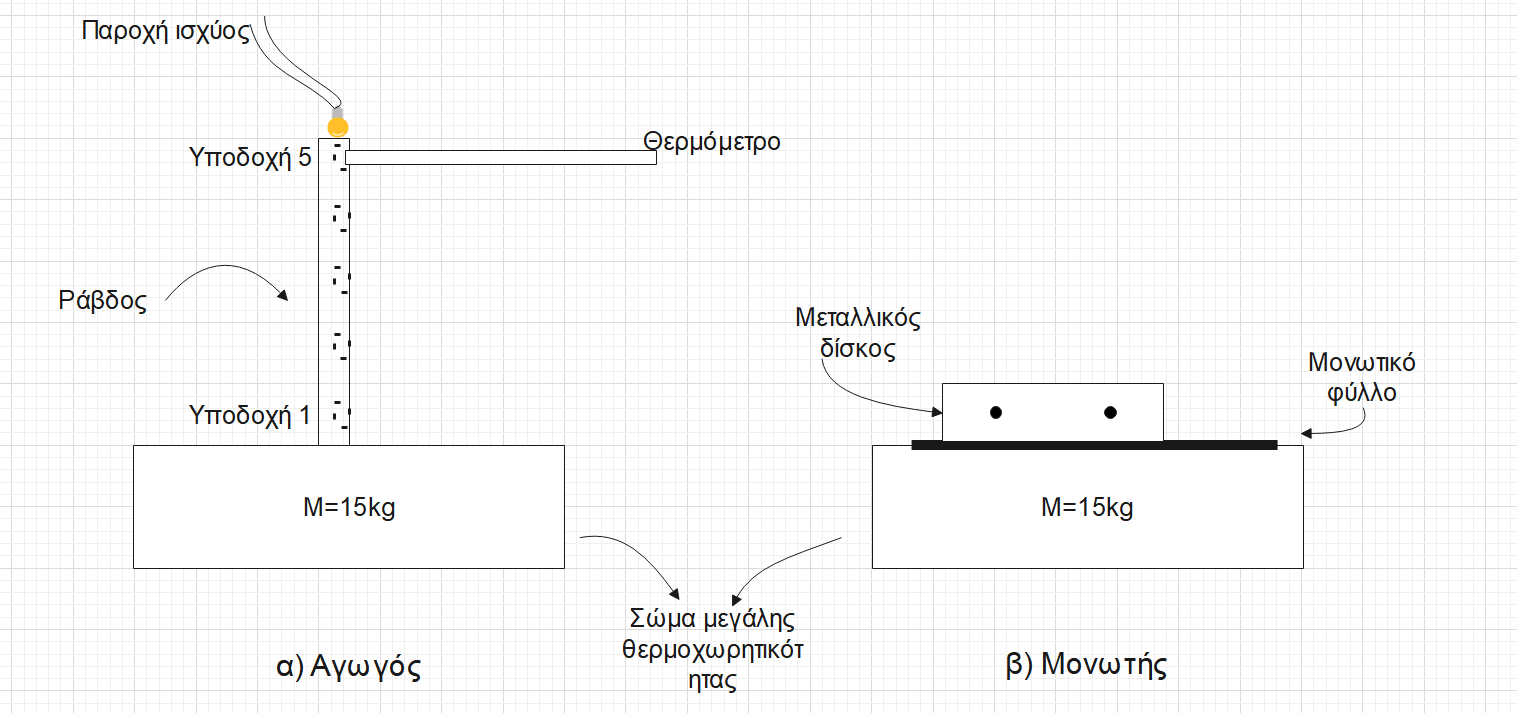 Παροχή ισχύος
Θερμόμετρο
Υποδοχή 5
Ράβδος
Μεταλλικός
δίσκος
Μονωτικό
φύλλο
Υποδοχή 1
M=15kg
M=15kg
Σώμα μεγάλης
θερμοχωρητικότ
ητας
α) Αγωγός
β) Μονωτής